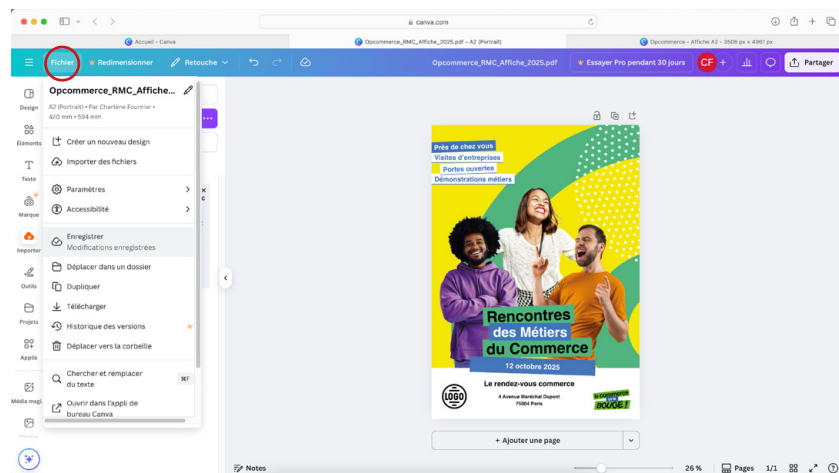 canva.com
Accueil - Canva
Opcommerce_RMC_Affiche_2025.pdf - A2 (Portrait)
Opcommerce - Affiche A2 - 3508 px × 4961 px
Fichier
Redimensionner
Retouche
Opcommerce_RMC_Affiche_2025.pdf
Essayer Pro pendant 30 jours
CF
+
Partager
Opcommerce_RMC_Affiche...
A2 (Portrait) • Par Charlène Fournier •
420 mm × 594 mm
Créer un nouveau design
Importer des fichiers
Paramètres
Accessibilité
Enregistrer
Modifications enregistrées
Déplacer dans un dossier
Dupliquer
Télécharger
Historique des versions
Déplacer vers la corbeille
Chercher et remplacer
du texte
⌘F
Ouvrir dans l'appli de
bureau Canva
Design
Éléments
Texte
Marque
Importer
Outils
Projets
Applis
Média magi
Près de chez vous
Visites d'entreprises
Portes ouvertes
Démonstrations métiers
Rencontres
des Métiers
du Commerce
12 octobre 2025
LOGO
Le rendez-vous commerce
4 Avenue Maréchal Dupont
75004 Paris
le commerce
BOUGE !
+ Ajouter une page
Notes
26 %
Pages
1/1